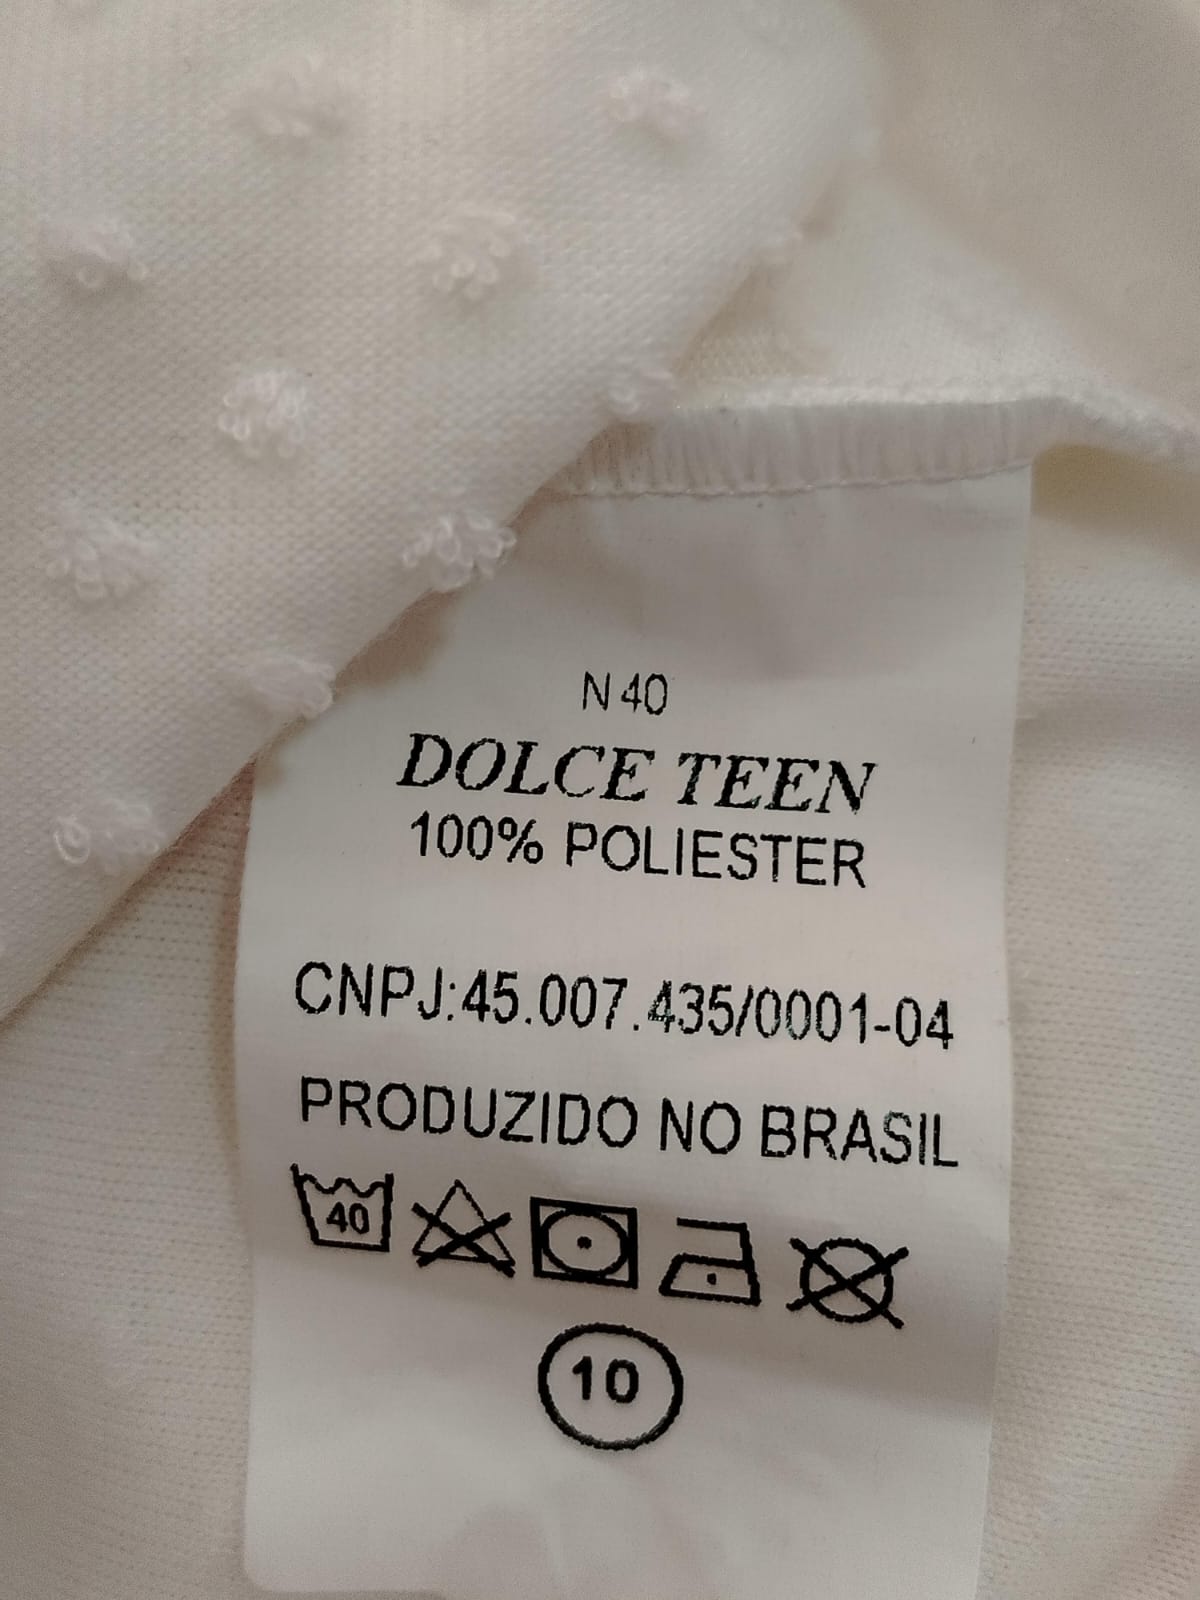 N 40
DOLCE TEEN
100% POLIESTER
CNPJ:45.007.435/0001-04
PRODUZIDO NO BRASIL
40
10